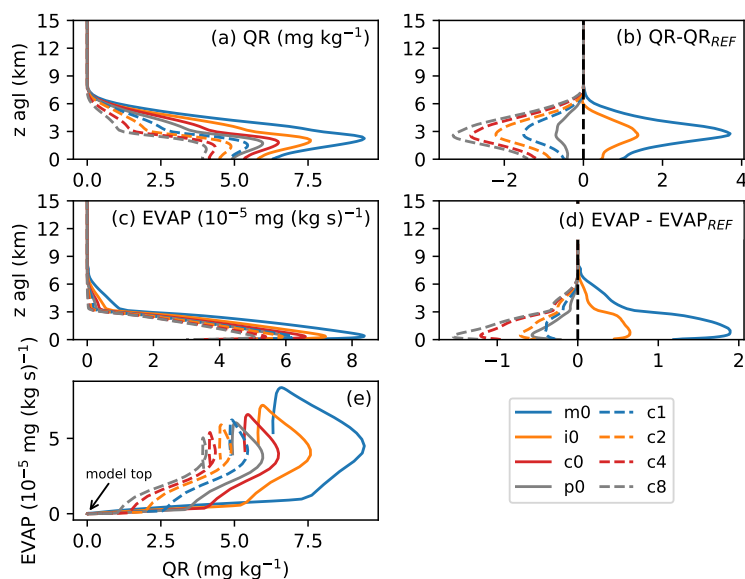 (a) QR (mg kg⁻¹)
(b) QR-QR_REF
z agl (km)
15
12
9
6
3
0
0.0
2.5
5.0
7.5
15
12
9
6
3
0
−2
0
2
4
(c) EVAP (10⁻⁵ mg (kg s)⁻¹)
(d) EVAP - EVAP_REF
z agl (km)
15
12
9
6
3
0
0
2
4
6
8
15
12
9
6
3
0
−1
0
1
2
(e)
EVAP (10⁻⁵ mg (kg s)⁻¹)
5
0
model top
0.0
2.5
5.0
7.5
QR (mg kg⁻¹)
m0
i0
c0
p0
c1
c2
c4
c8